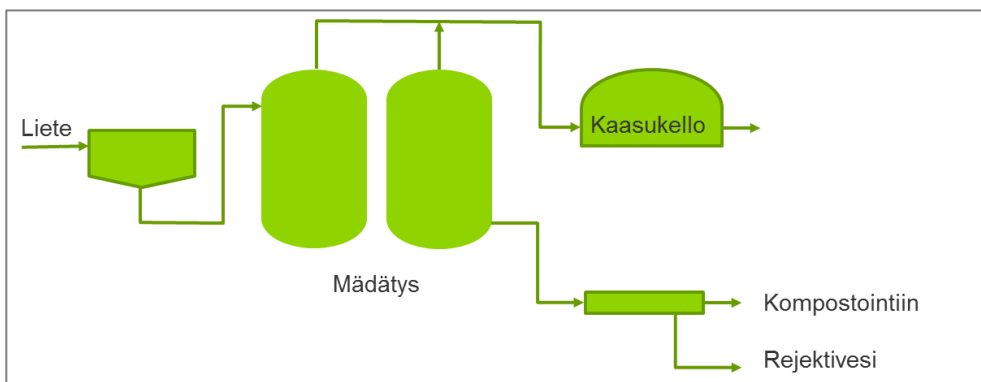 Liete
Kaasukello
Mädätys
Kompostointiin
Rejektivesi